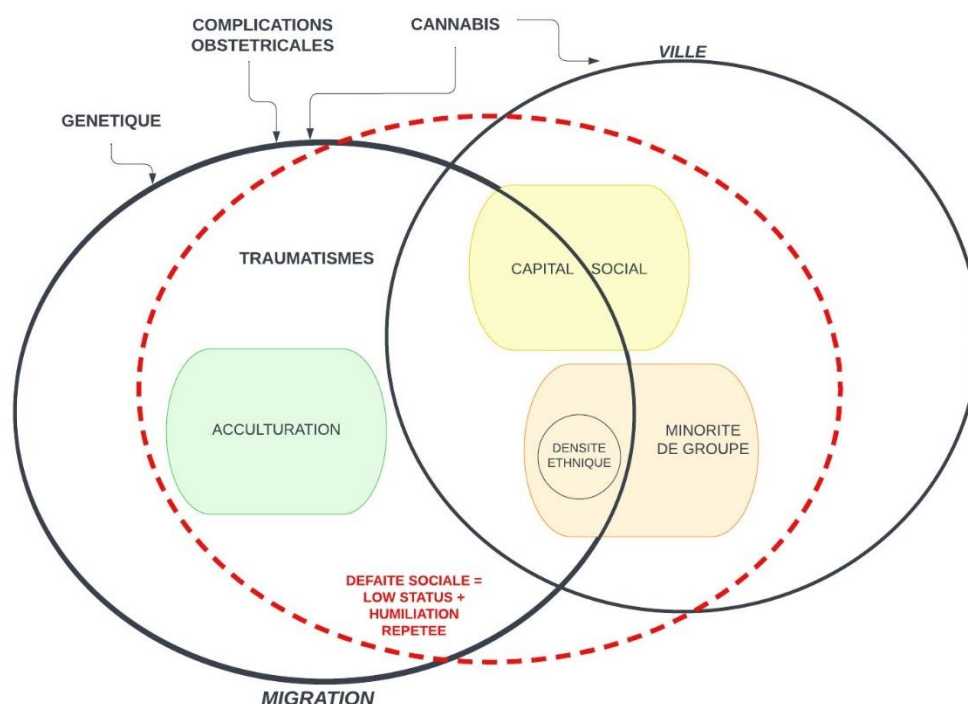 COMPLICATIONS
OBSTETRICALES
CANNABIS
VILLE
GENETIQUE
TRAUMATISMES
CAPITAL SOCIAL
ACCULTURATION
MINORITE
DE GROUPE
DENSITE
ETHNIQUE
DEFAITE SOCIALE =
LOW STATUS +
HUMILIATION
REPETEE
MIGRATION